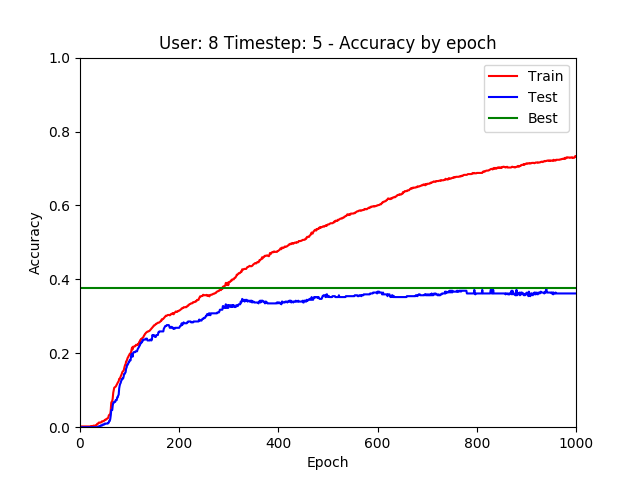 User: 8 Timestep: 5 - Accuracy by epoch
1.0
0.8
0.6
0.4
0.2
0.0
Accuracy
Train
Test
Best
0 200 400 600 800 1000
Epoch